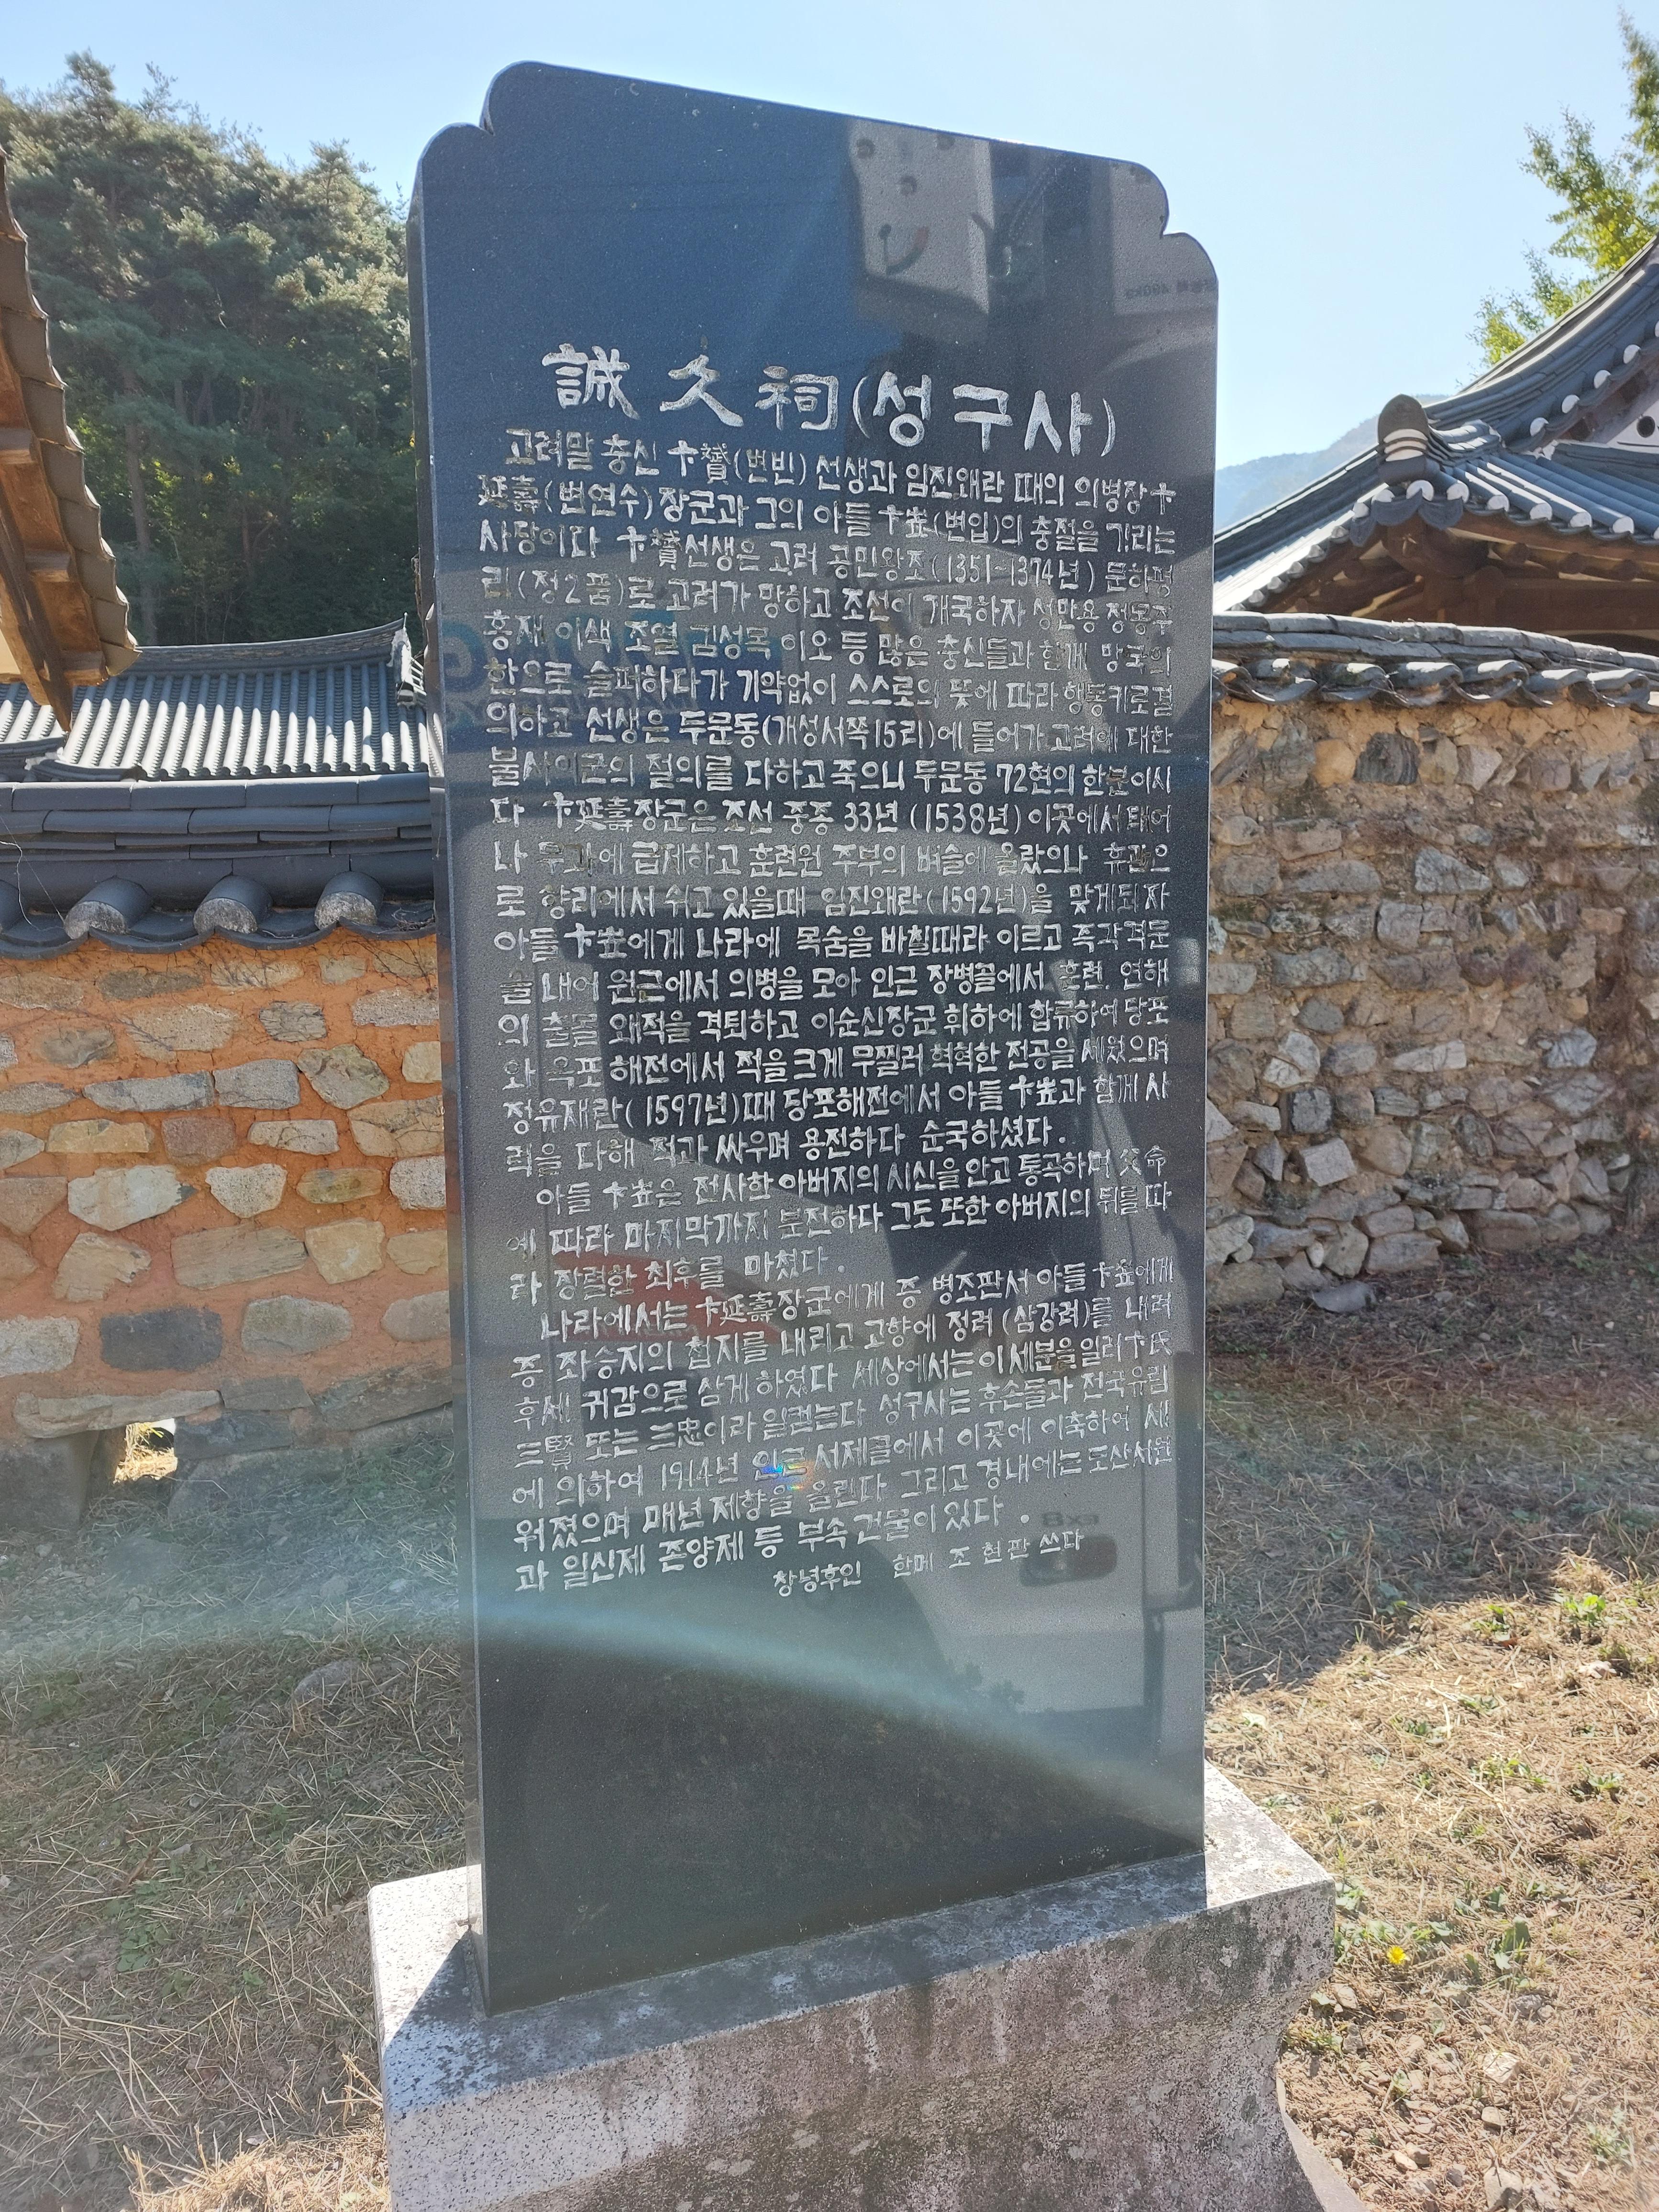 誠久祠(성구사)
고려말 충신 卞贇(변빈) 선생과 임진왜란 때의 의병장 卞
延壽(변연수) 장군과 그의 아들 卞岦(변입)의 충절을 기리는
사당이다 卞贇선생은 고려 공민왕조(1351~1374년) 문하평
리(정2품)로 고려가 망하고 조선이 개국하자 성만용 정몽주
홍재 이색 조열 김성목 이오 등 많은 충신들과 함께 망국의
한으로 슬퍼하다가 기약없이 스스로의 뜻에 따라 행동키로결
의하고 선생은 두문동(개성서쪽15리)에 들어가 고려에 대한
불사이군의 절의를 다하고 죽으니 두문동 72현의 한분이시
다 卞延壽장군은 조선 중종 33년 (1538년) 이곳에서 태어
나 무과에 급제하고 훈련원 주부의 벼슬에 올랐으나 휴관으
로 향리에서 쉬고 있을때 임진왜란(1592년)을 맞게되자
아들 卞岦에게 나라에 목숨을 바칠때라 이르고 즉각격문
을 내어 원근에서 의병을 모아 인근 장병골에서 훈련 연해
의 출몰 왜적을 격퇴하고 이순신장군 휘하에 합류하여 당포
와 옥포 해전에서 적을 크게 무찔러 혁혁한 전공을 세웠으며
정유재란(1597년)때 당포해전에서 아들 卞岦과 함께 사
력을 다해 적과 싸우며 용전하다 순국하셨다.
아들 卞岦은 전사한 아버지의 시신을 안고 통곡하며 父命
에 따라 마지막까지 분전하다 그도 또한 아버지의 뒤를 따
라 장렬한 최후를 마쳤다.
나라에서는 卞延壽장군에게 증 병조판서 아들 卞岦에게
증 좌승지의 첩지를 내리고 고향에 정려(삼강려)를 내려
후세 귀감으로 삼게 하였다 세상에서는 이 세분을 일러 卞氏
三賢 또는 三忠이라 일컫는다 성구사는 후손들과 전국유림
에 의하여 1914년 인근 서제골에서 이곳에 이축하여 세
워졌으며 매년 제향을 올린다 그리고 경내에는 도산서원
과 일신제 존양제 등 부속 건물이 있다.
창녕후인 한메 조현판 쓰다